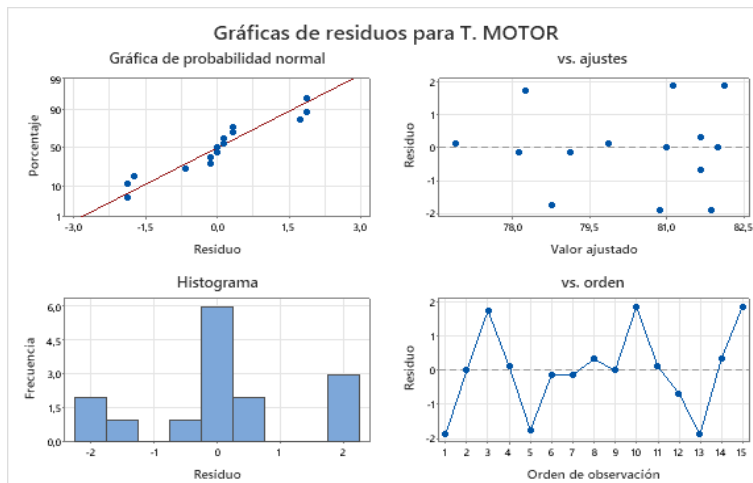 Gráficas de residuos para T. MOTOR
Gráfica de probabilidad normal
Porcentaje
99
90
50
10
1
-3,0 -1,5 0,0 1,5 3,0
Residuo
vs. ajustes
Residuo
2
1
0
-1
-2
78,0 79,5 81,0 82,5
Valor ajustado
Histograma
Frecuencia
6,0
4,5
3,0
1,5
0,0
-2 -1 0 1 2
Residuo
vs. orden
Residuo
2
1
0
-1
-2
1 2 3 4 5 6 7 8 9 10 11 12 13 14 15
Orden de observación